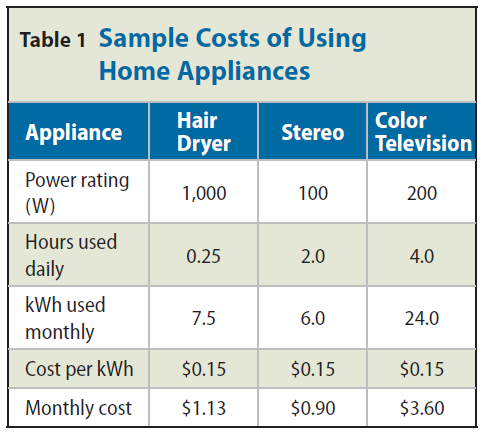 Table 1 Sample Costs of Using
Home Appliances
Appliance Hair Dryer Stereo Color Television
Power rating (W) 1,000 100 200
Hours used daily 0.25 2.0 4.0
kWh used monthly 7.5 6.0 24.0
Cost per kWh $0.15 $0.15 $0.15
Monthly cost $1.13 $0.90 $3.60